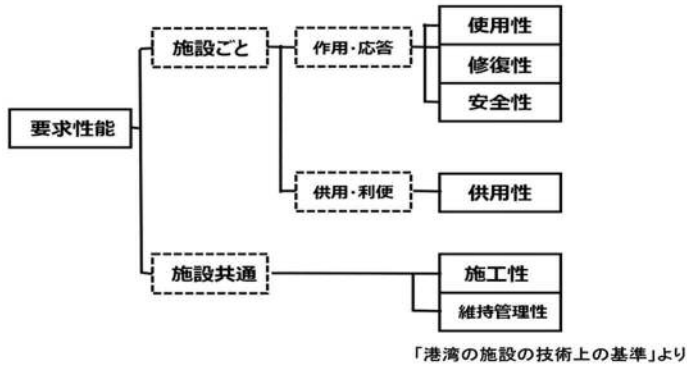 要求性能
施設ごと
作用・応答
使用性
修復性
安全性
供用・利便
供用性
施設共通
施工性
維持管理性
「港湾の施設の技術上の基準」より